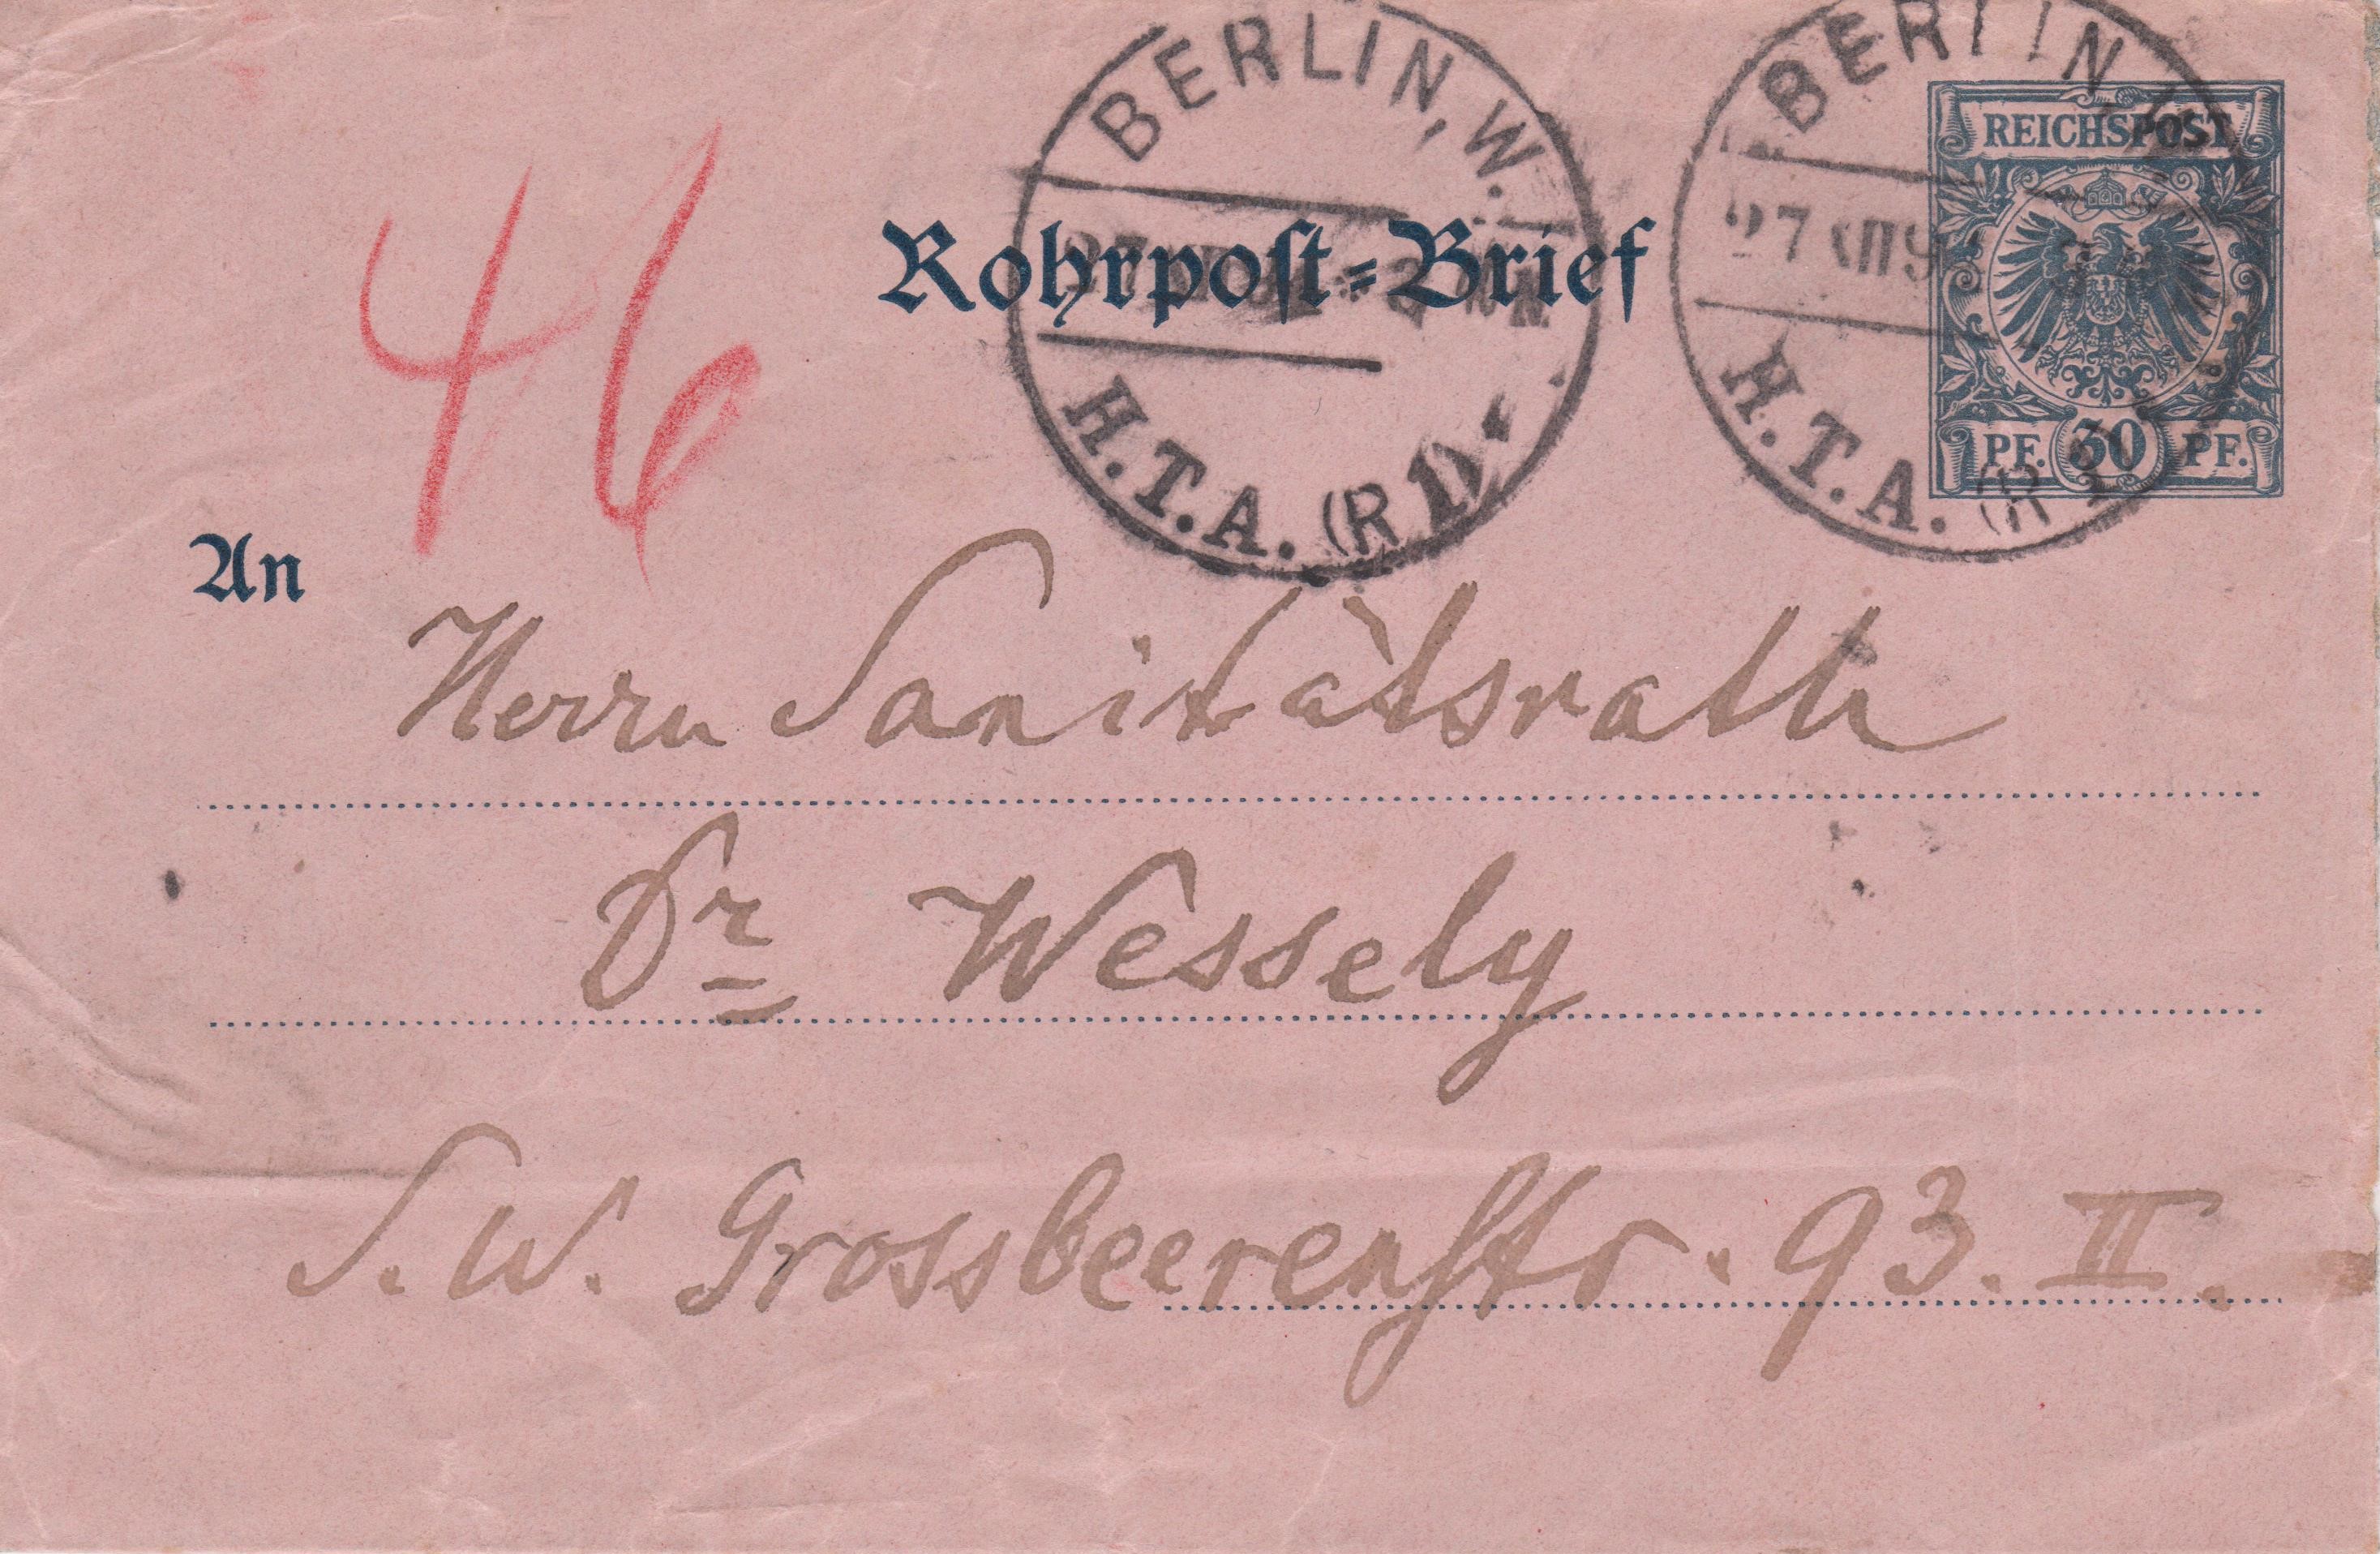 BERLIN, W.
H.T.A. (R 1)
BERLIN
27 XII 9
H.T.A. (R
REICHSPOST
PF. 30 PF.
Rohrpost-Brief
46
An
Herrn Sanitätsrath
Dr Wessely
S.W. Grossbeerenstr. 93. II.